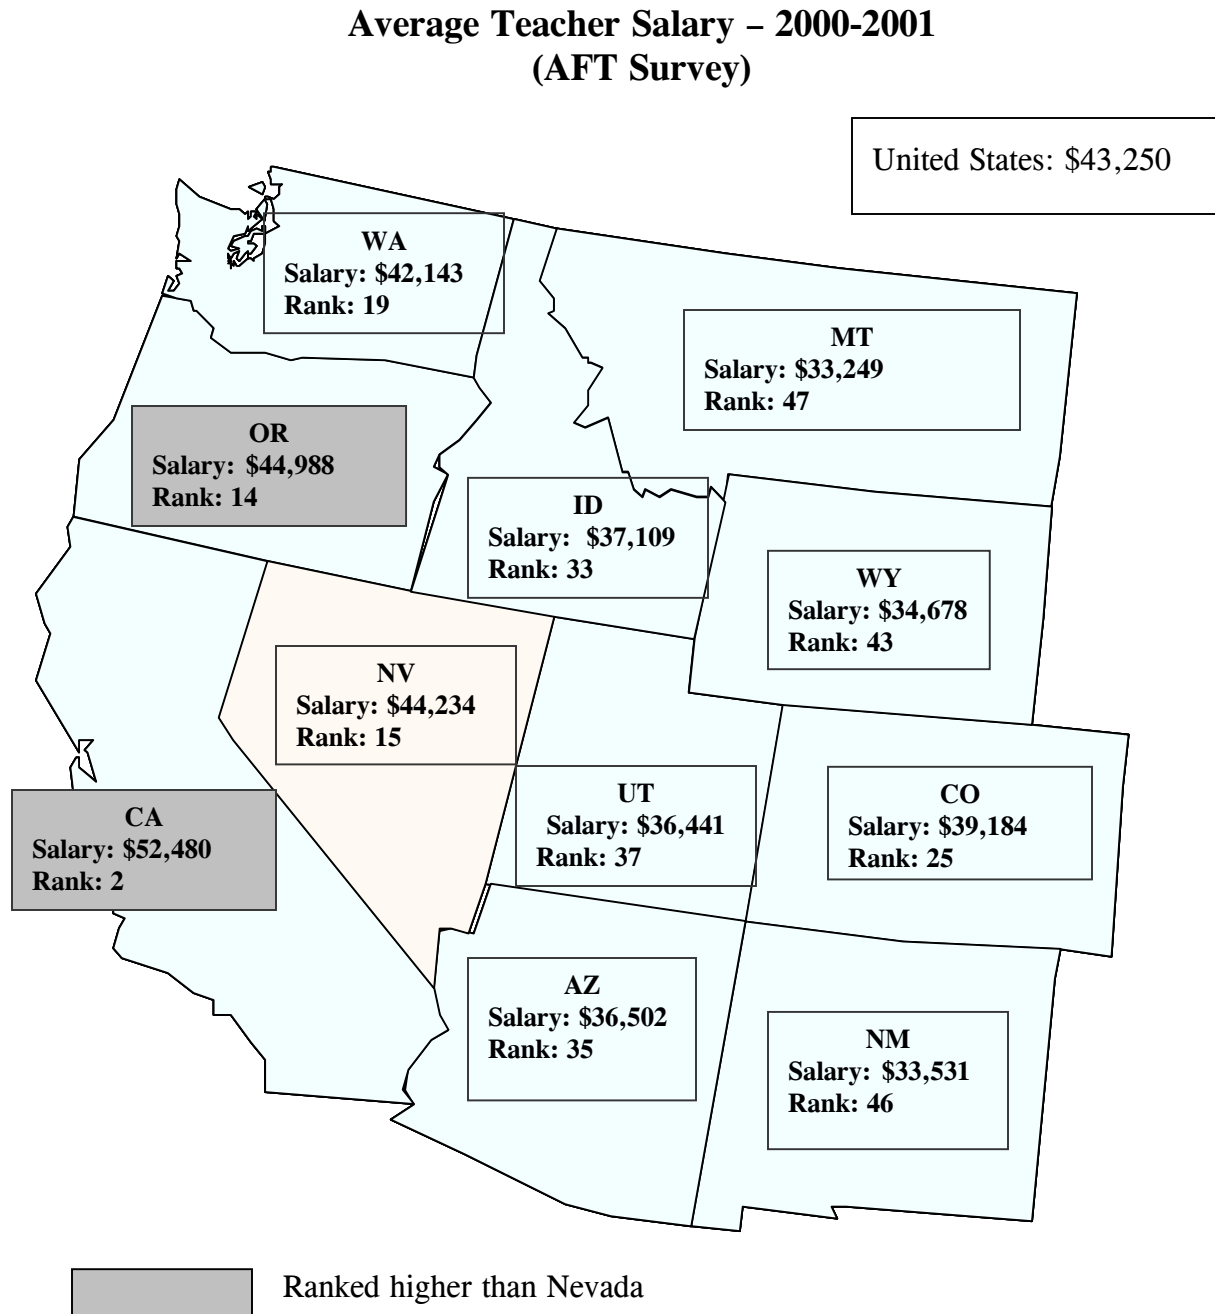 Average Teacher Salary – 2000-2001
(AFT Survey)
United States: $43,250
WA
Salary: $42,143
Rank: 19
MT
Salary: $33,249
Rank: 47
OR
Salary: $44,988
Rank: 14
ID
Salary: $37,109
Rank: 33
WY
Salary: $34,678
Rank: 43
NV
Salary: $44,234
Rank: 15
UT
Salary: $36,441
Rank: 37
CO
Salary: $39,184
Rank: 25
CA
Salary: $52,480
Rank: 2
AZ
Salary: $36,502
Rank: 35
NM
Salary: $33,531
Rank: 46
Ranked higher than Nevada